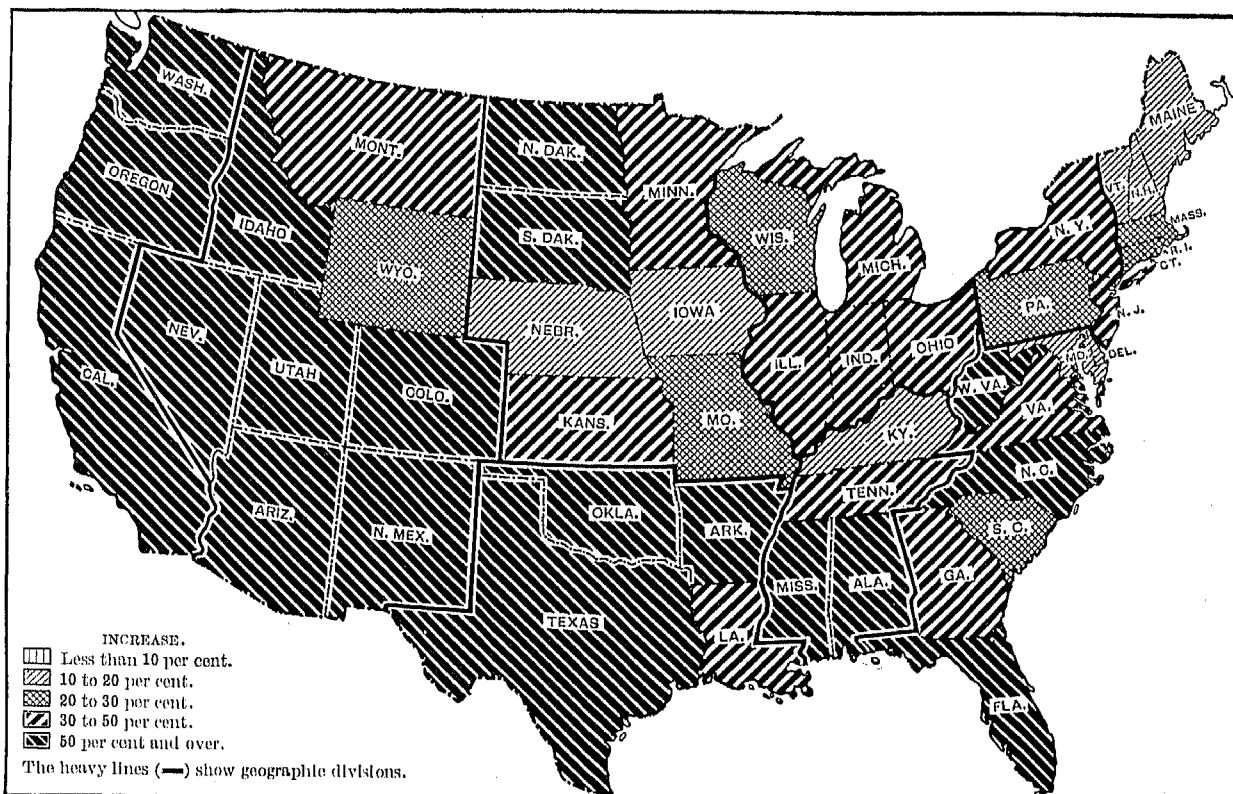 WASH.
OREGON
IDAHO
MONT.
WYO.
NEV.
CAL.
UTAH
COLO.
ARIZ.
N. MEX.
N. DAK.
S. DAK.
NEBR.
KANS.
OKLA.
TEXAS
MINN.
IOWA
MO.
ARK.
LA.
WIS.
MICH.
ILL.
IND.
OHIO
KY.
TENN.
MISS.
ALA.
GA.
FLA.
S. C.
N. C.
VA.
W. VA.
MD.
DEL.
PA.
N. J.
N. Y.
CT.
R. I.
MASS.
VT.
N. H.
MAINE
INCREASE.
Less than 10 per cent.
10 to 20 per cent.
20 to 30 per cent.
30 to 50 per cent.
50 per cent and over.
The heavy lines (▬) show geographic divisions.